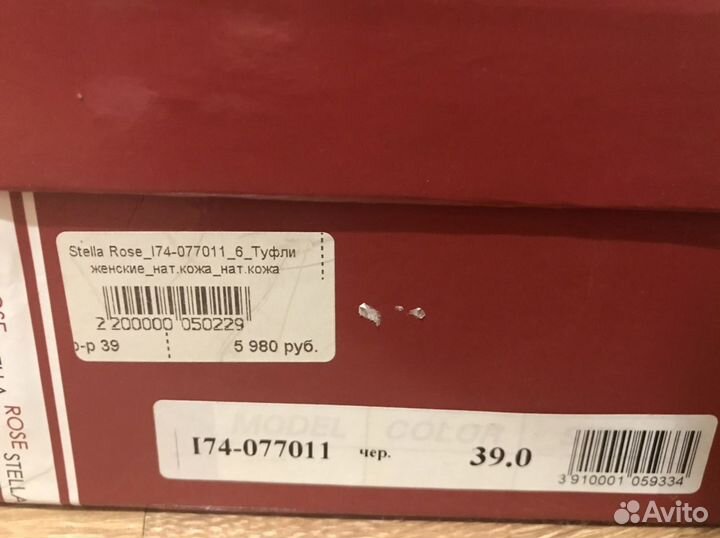 Stella Rose_I74-077011_6_Туфли
женские_нат.кожа_нат.кожа
2 200000 050229
р-р 39 5 980 руб.
ROSE STELLA
MODEL COLOR
I74-077011 чер. 39.0
3 910001 059334
Avito